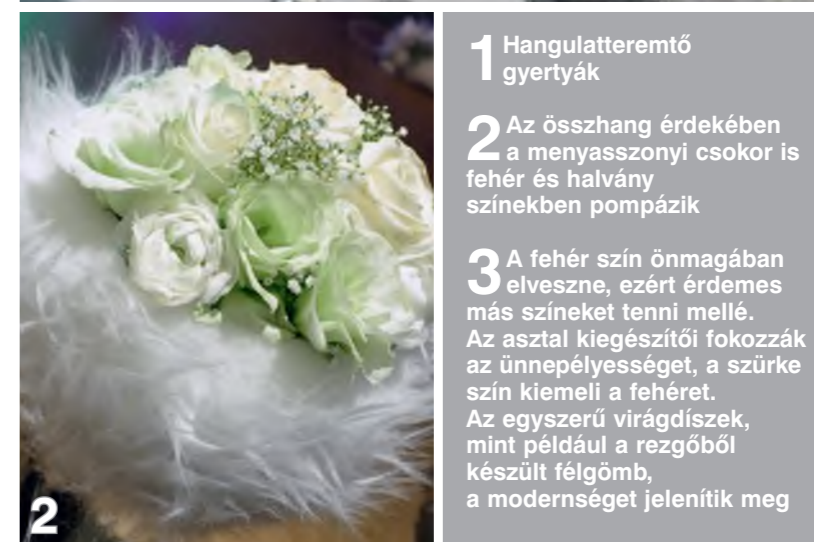 2
1 Hangulatteremtő
gyertyák
2 Az összhang érdekében
a menyasszonyi csokor is
fehér és halvány
színekben pompázik
3 A fehér szín önmagában
elveszne, ezért érdemes
más színeket tenni mellé.
Az asztal kiegészítői fokozzák
az ünnepélyességet, a szürke
szín kiemeli a fehéret.
Az egyszerű virágdíszek,
mint például a rezgőből
készült félgömb,
a modernséget jelenítik meg